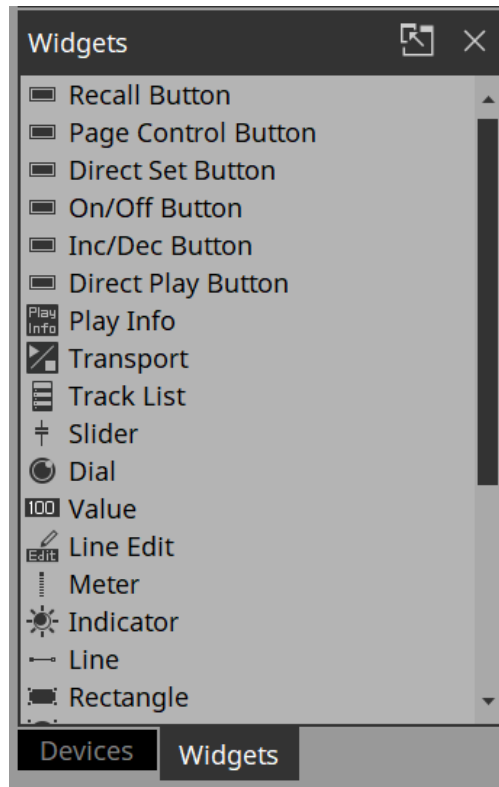 Widgets
Recall Button
Page Control Button
Direct Set Button
On/Off Button
Inc/Dec Button
Direct Play Button
Play Info Play Info
Transport
Track List
Slider
Dial
100 Value
Edit Line Edit
Meter
Indicator
Line
Rectangle
Devices Widgets